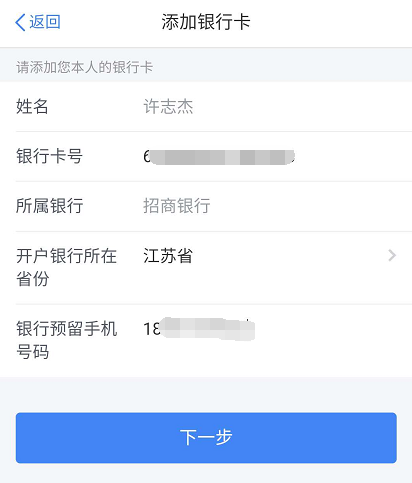 返回
添加银行卡
请添加您本人的银行卡
姓名 许志杰
银行卡号 6
所属银行 招商银行
开户银行所在 江苏省
省份
银行预留手机 18
号码
下一步